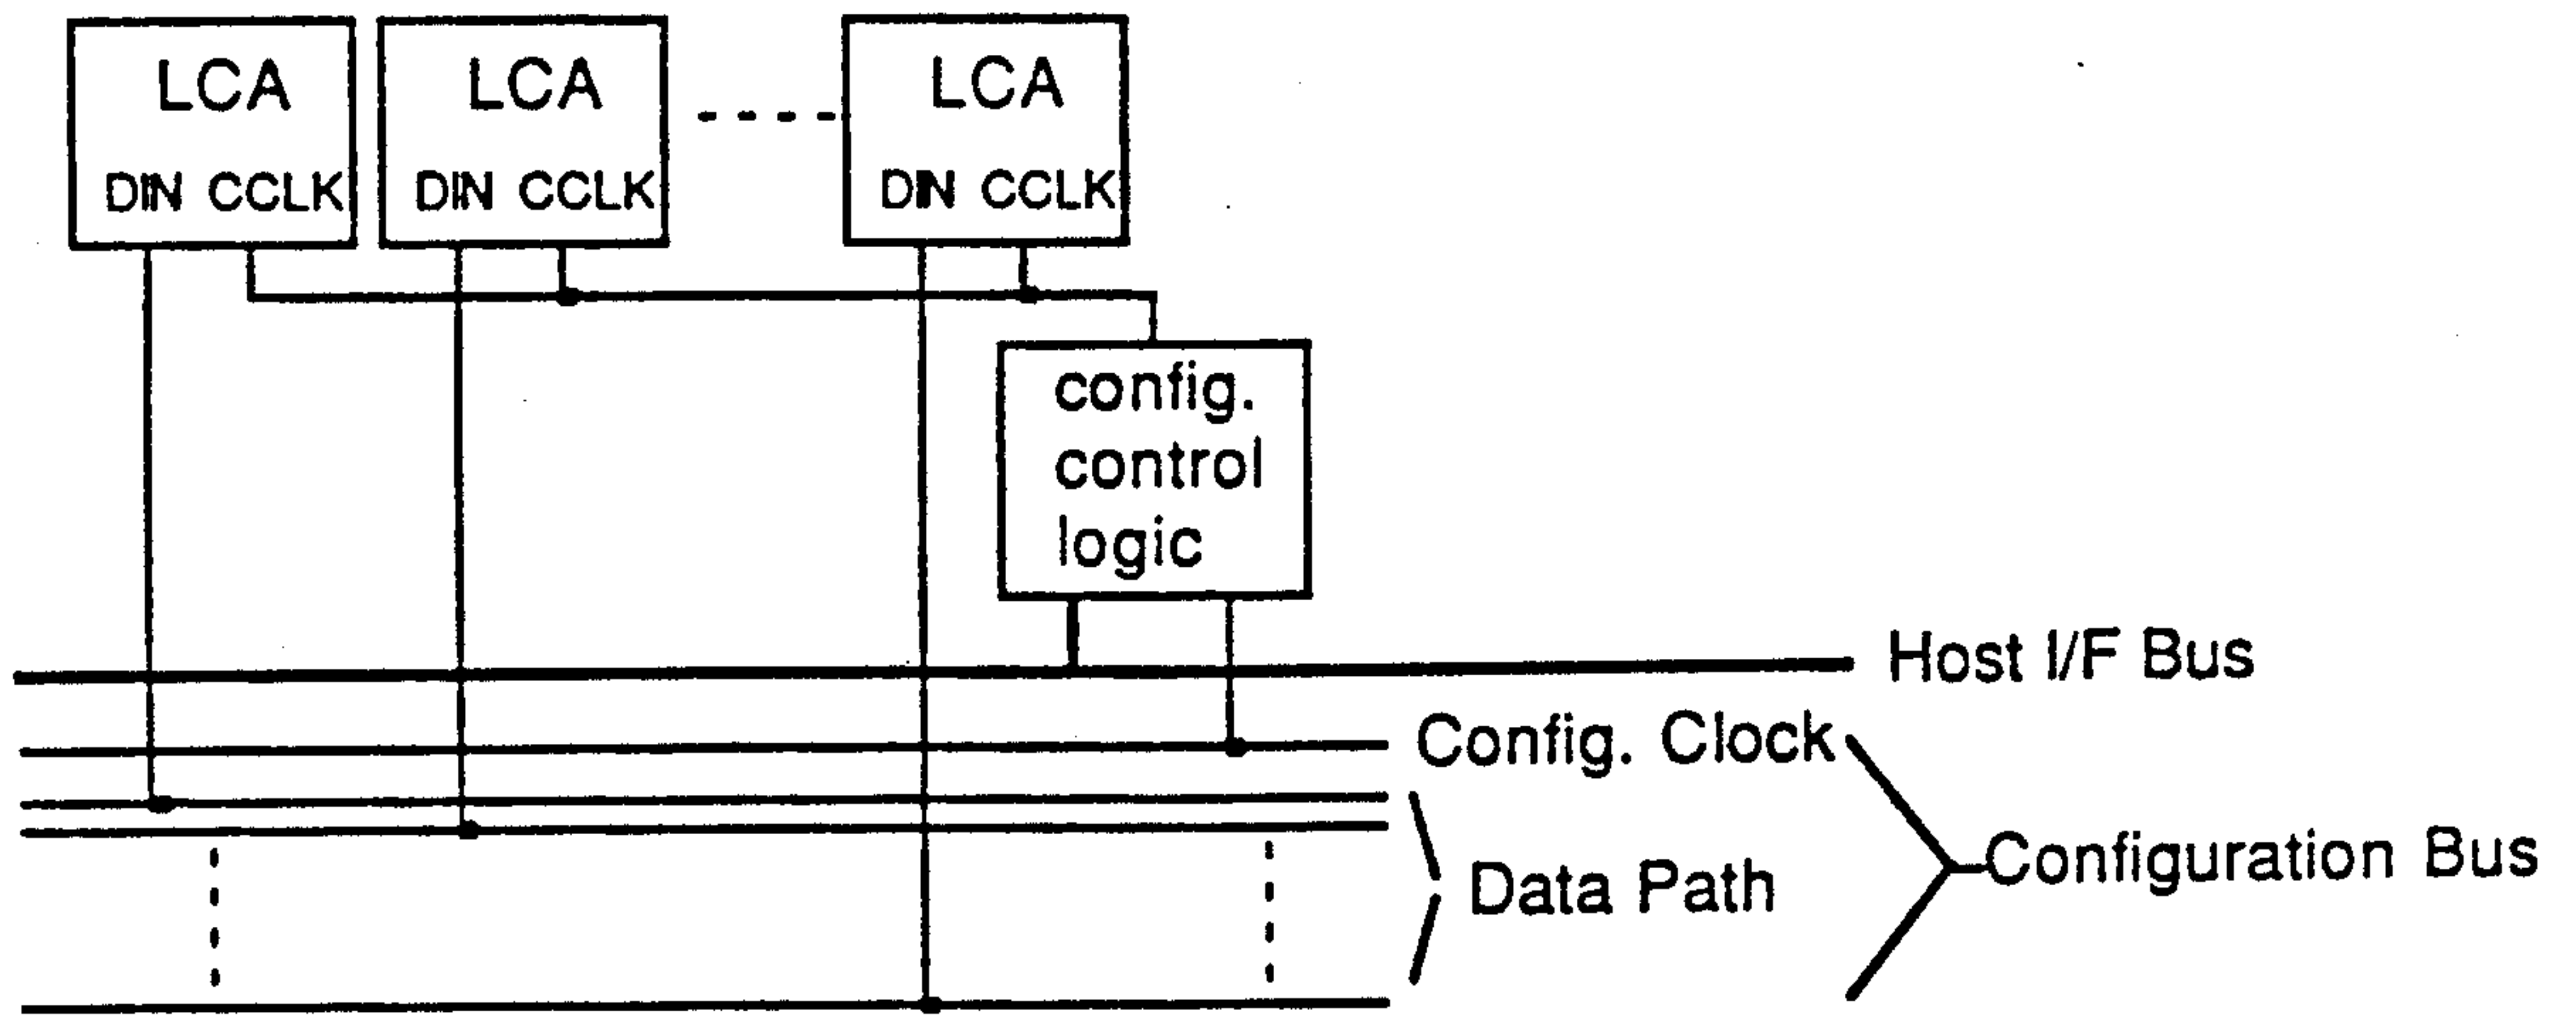 LCA
DIN CCLK
LCA
DIN CCLK
LCA
DIN CCLK
config.
control
logic
Host I/F Bus
Config. Clock
Data Path
Configuration Bus